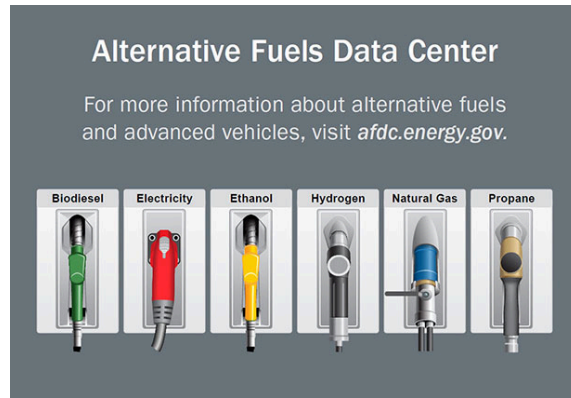 Alternative Fuels Data Center
For more information about alternative fuels
and advanced vehicles, visit afdc.energy.gov.
Biodiesel
Electricity
Ethanol
Hydrogen
Natural Gas
Propane